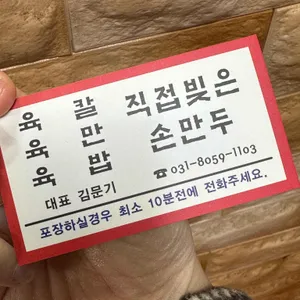 육 칼 직접빚은
육 만 손만두
육 밥 ☎031-8059-1103
대표 김문기
포장하실경우 최소 10분전에 전화주세요.